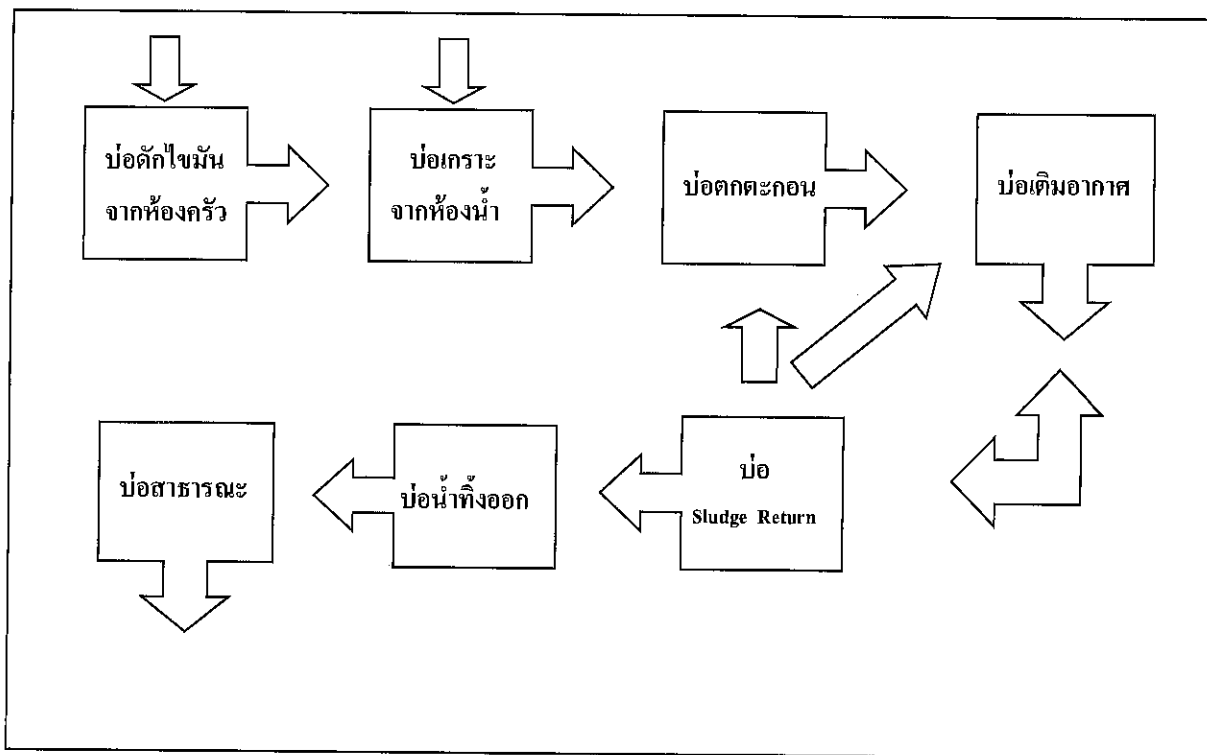 บ่อดักไขมัน
จากห้องครัว
บ่อเกราะ
จากห้องน้ำ
บ่อตกตะกอน
บ่อเติมอากาศ
บ่อสาธารณะ
บ่อน้ำทิ้งออก
บ่อ
Sludge Return